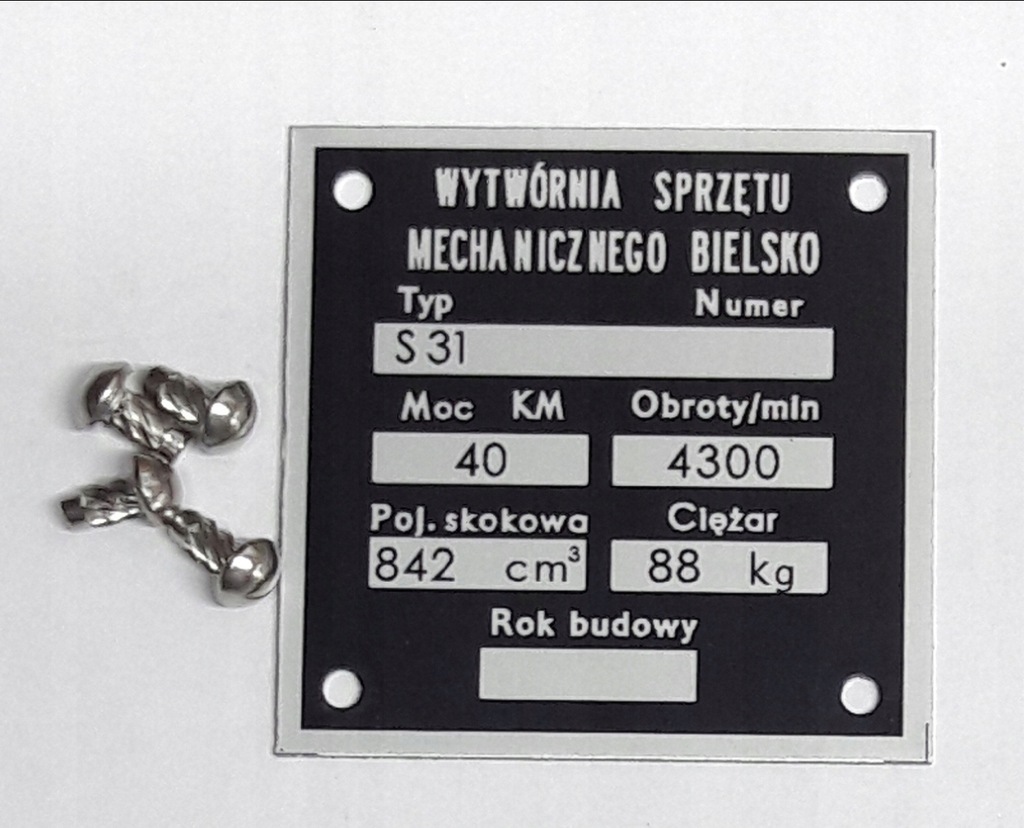 WYTWÓRNIA SPRZĘTU
MECHANICZNEGO BIELSKO
Typ Numer
S 31
Moc KM Obroty/min
40 4300
Poj. skokowa Ciężar
842 cm³ 88 kg
Rok budowy